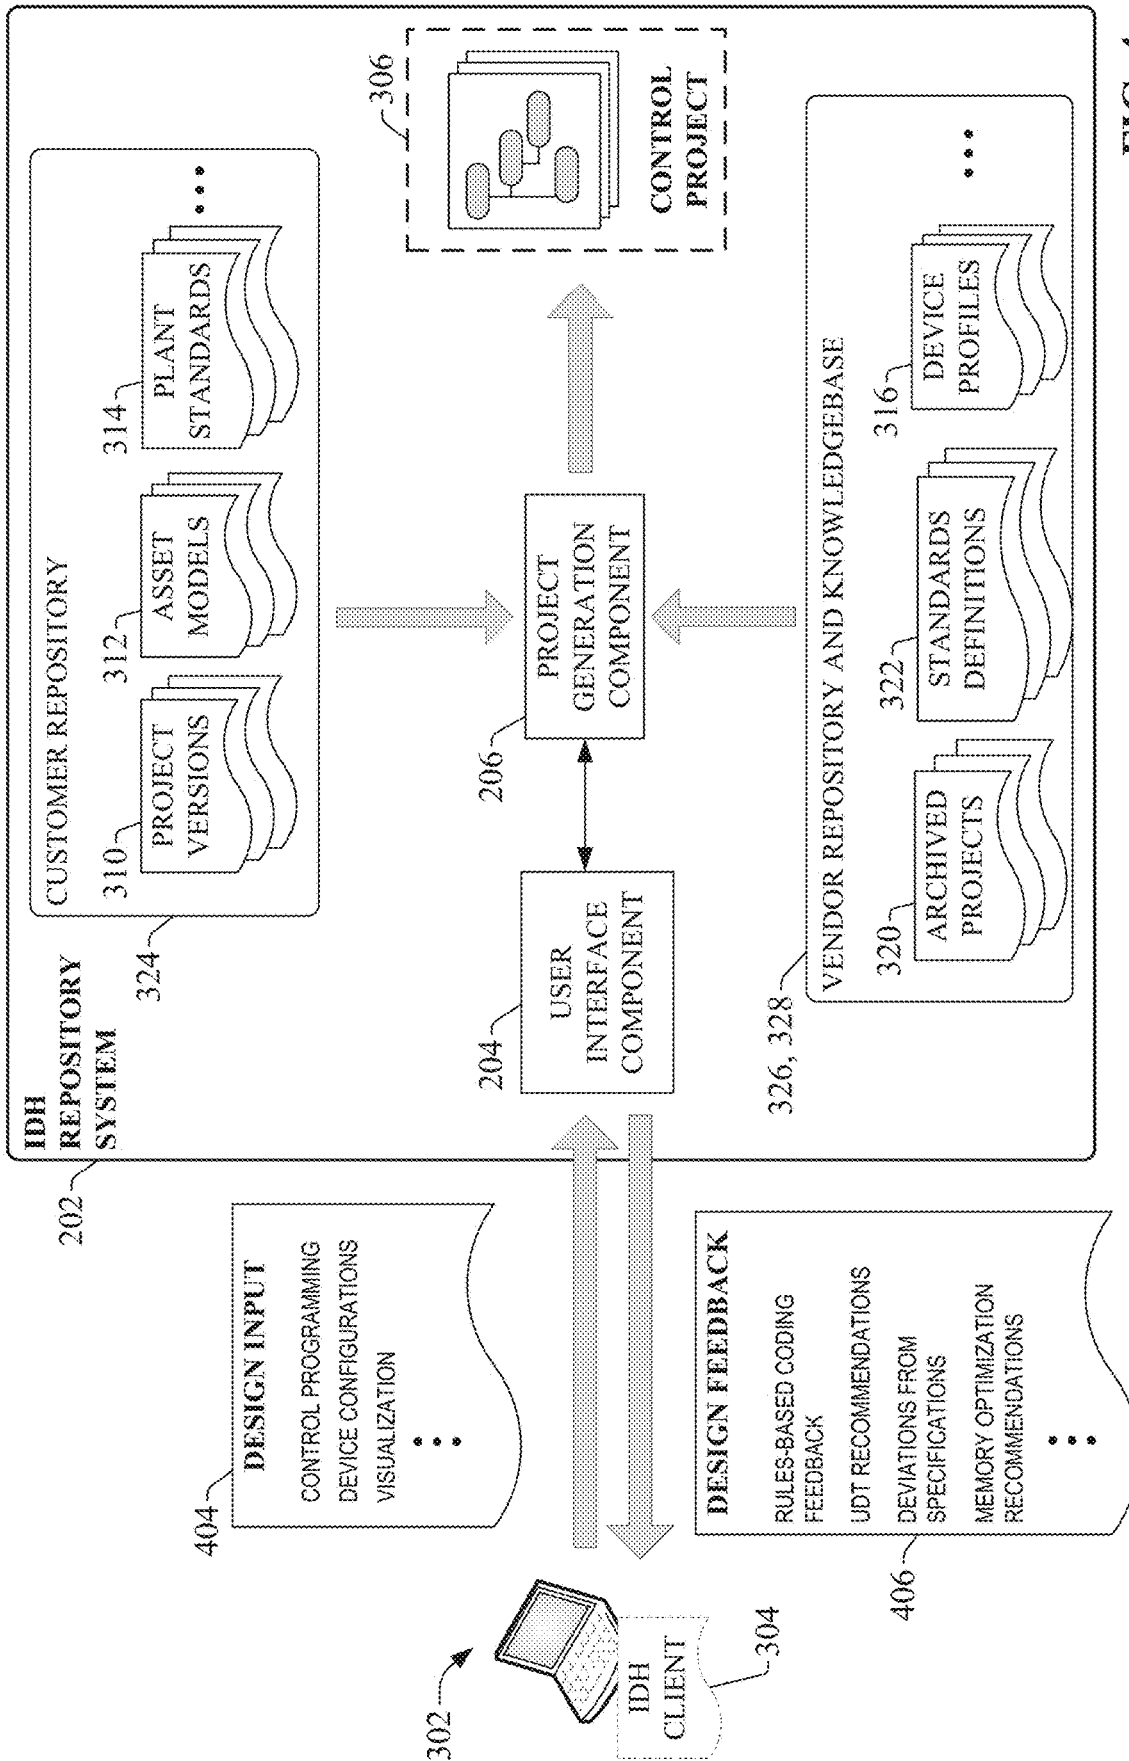 302
IDH
CLIENT
304
404
DESIGN INPUT
CONTROL PROGRAMMING
DEVICE CONFIGURATIONS
VISUALIZATION
406
DESIGN FEEDBACK
RULES-BASED CODING
FEEDBACK
UDT RECOMMENDATIONS
DEVIATIONS FROM
SPECIFICATIONS
MEMORY OPTIMIZATION
RECOMMENDATIONS
202
IDH
REPOSITORY
SYSTEM
324
CUSTOMER REPOSITORY
310
PROJECT
VERSIONS
312
ASSET
MODELS
314
PLANT
STANDARDS
204
USER
INTERFACE
COMPONENT
206
PROJECT
GENERATION
COMPONENT
306
CONTROL
PROJECT
326, 328
VENDOR REPOSITORY AND KNOWLEDGEBASE
320
ARCHIVED
PROJECTS
322
STANDARDS
DEFINITIONS
316
DEVICE
PROFILES